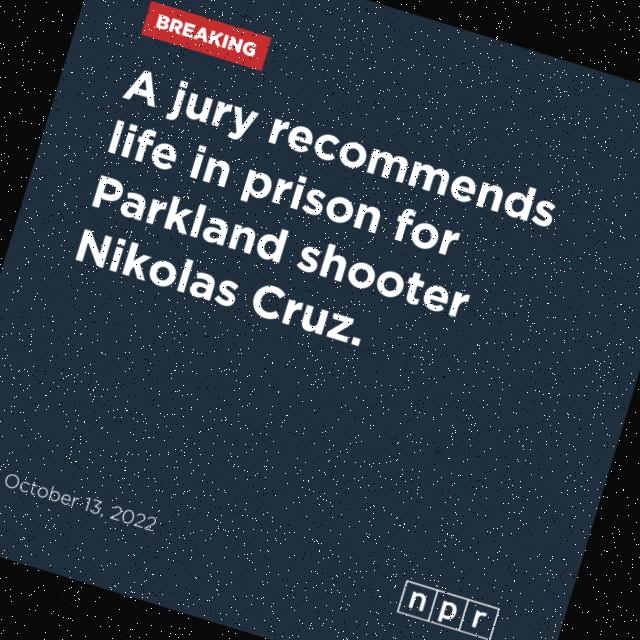 BREAKING
A jury recommends
life in prison for
Parkland shooter
Nikolas Cruz.
October 13, 2022
npr